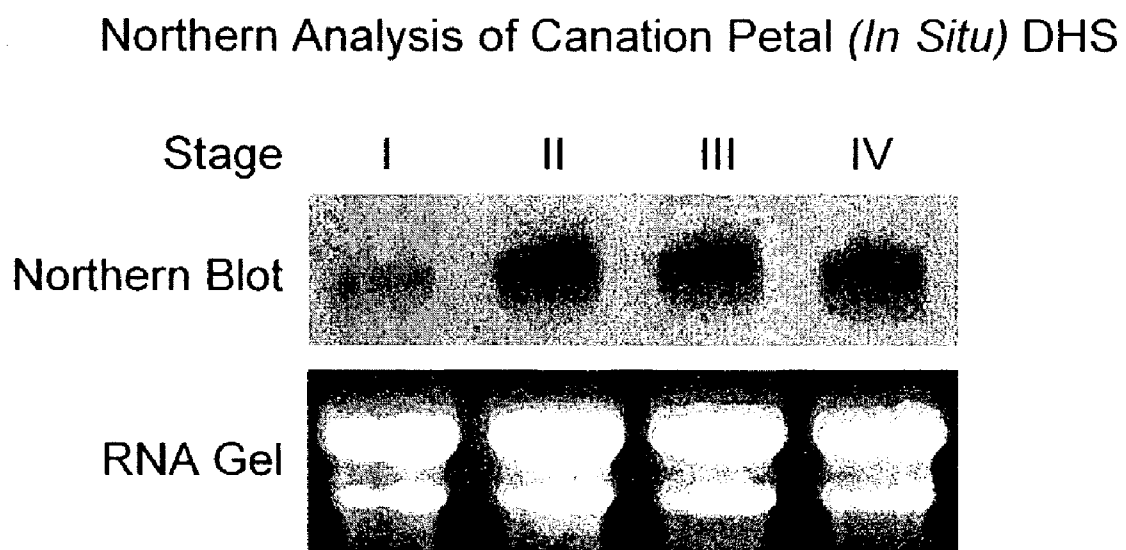 Northern Analysis of Canation Petal (In Situ) DHS
Stage I II III IV
Northern Blot
RNA Gel